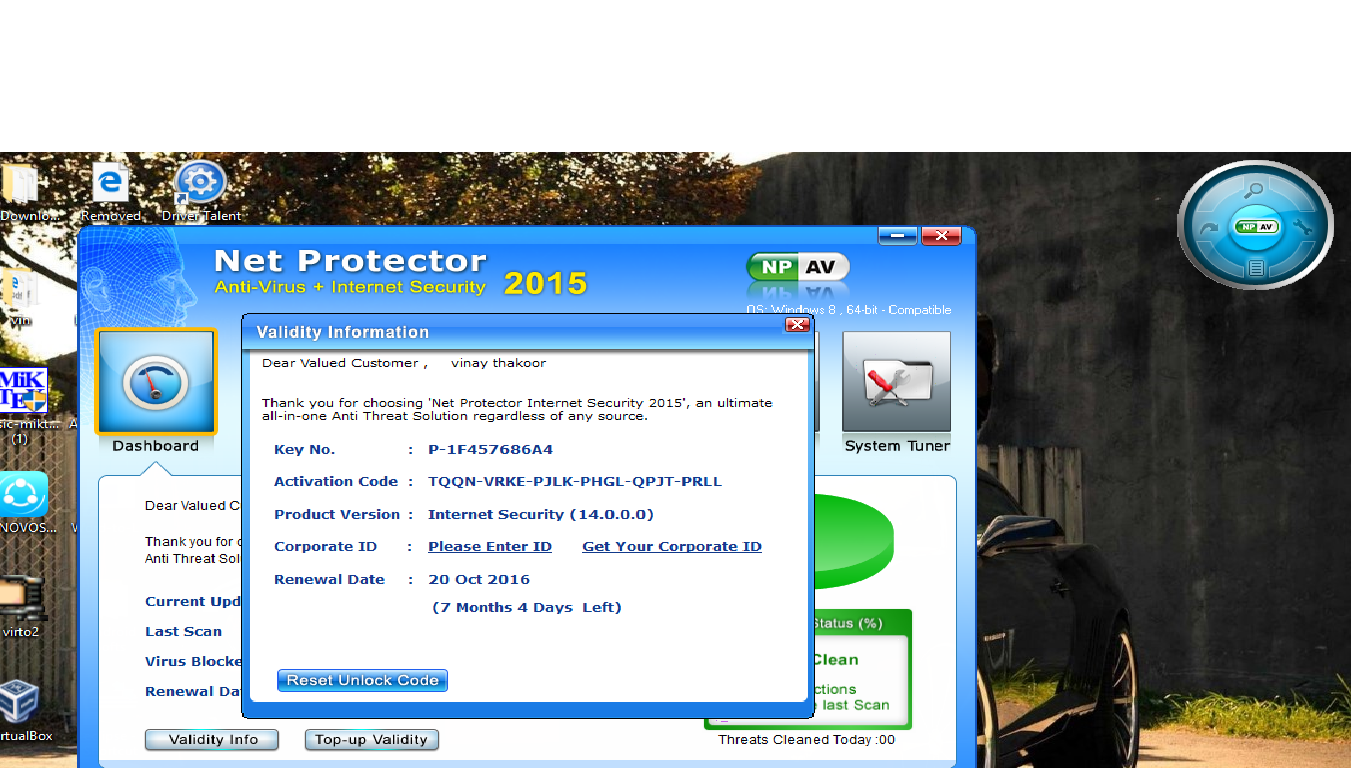 Downlo...
Removed
Driver Talent
Net Protector
Anti-Virus + Internet Security 2015
NP AV
NP AV
OS: Windows 8 , 64-bit - Compatible
vin
Validity Information
Dear Valued Customer , vinay thakoor
Thank you for choosing 'Net Protector Internet Security 2015', an ultimate
all-in-one Anti Threat Solution regardless of any source.
Key No. : P-1F457686A4
Activation Code : TQQN-VRKE-PJLK-PHGL-QPJT-PRLL
Product Version : Internet Security (14.0.0.0)
Corporate ID : Please Enter ID Get Your Corporate ID
Renewal Date : 20 Oct 2016
(7 Months 4 Days Left)
Reset Unlock Code
MiK
TE
sic-mikt...
(1)
Dashboard
System Tuner
Dear Valued C
Thank you for
Anti Threat Sol
Current Upd
Last Scan
Virus Blocke
Renewal Da
NOVOS...
virto2
rtualBox
Status (%)
Clean
ctions
last Scan
Validity Info
Top-up Validity
Threats Cleaned Today :00